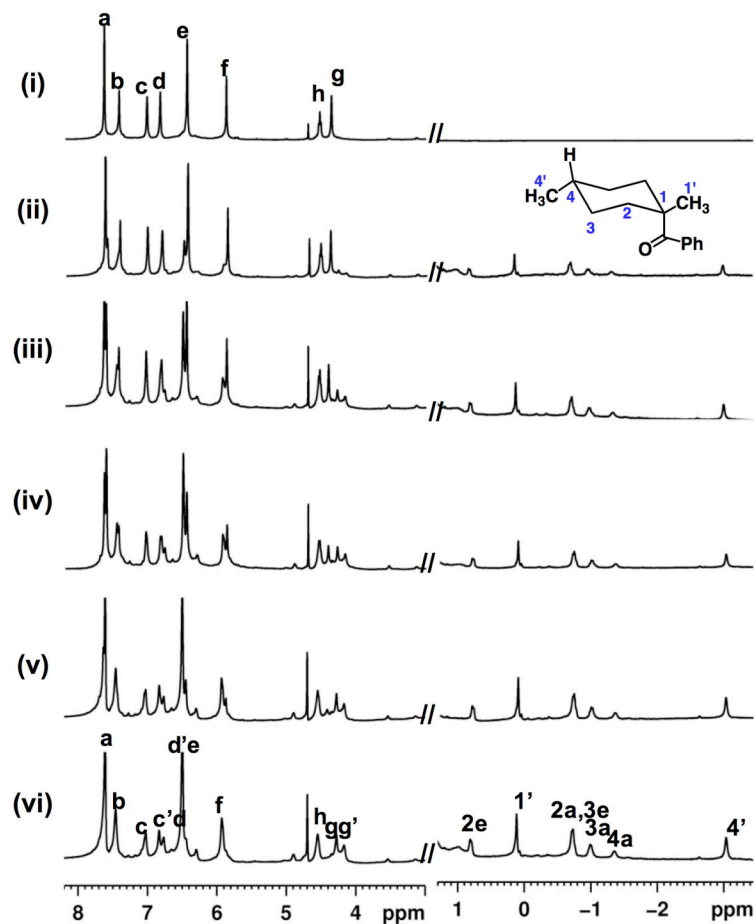 a
b
c
d
e
f
h
g
(i)
//
(ii)
H
4'
H3C
4
3
2
1
1'
CH3
O
Ph
//
(iii)
//
(iv)
//
(v)
//
(vi)
a
b
c
c'd
d'e
f
h
gg'
//
2e
1'
2a,3e
3a
4a
4'
8 7 6 5 4 ppm
1 0 −1 −2 ppm